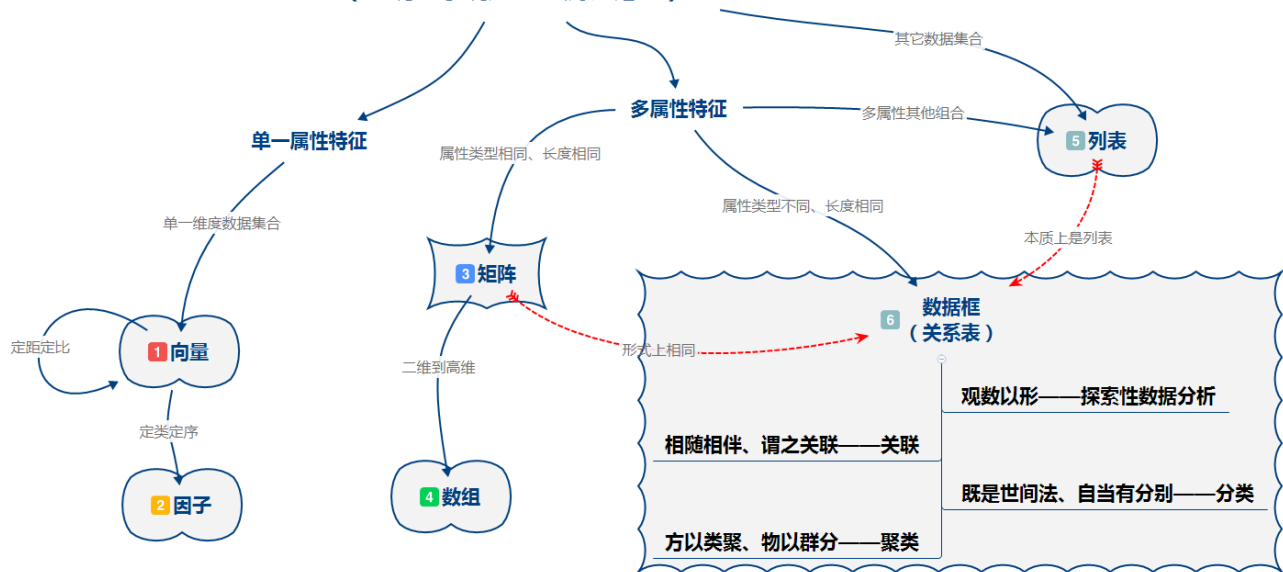 其它数据集合
多属性特征
多属性其他组合
单一属性特征
5 列表
属性类型相同、长度相同
属性类型不同、长度相同
单一维度数据集合
本质上是列表
3 矩阵
6 数据框
（关系表）
定距定比
1 向量
形式上相同
二维到高维
观数以形——探索性数据分析
定类定序
相随相伴、谓之关联——关联
4 数组
既是世间法、自当有分别——分类
2 因子
方以类聚、物以群分——聚类